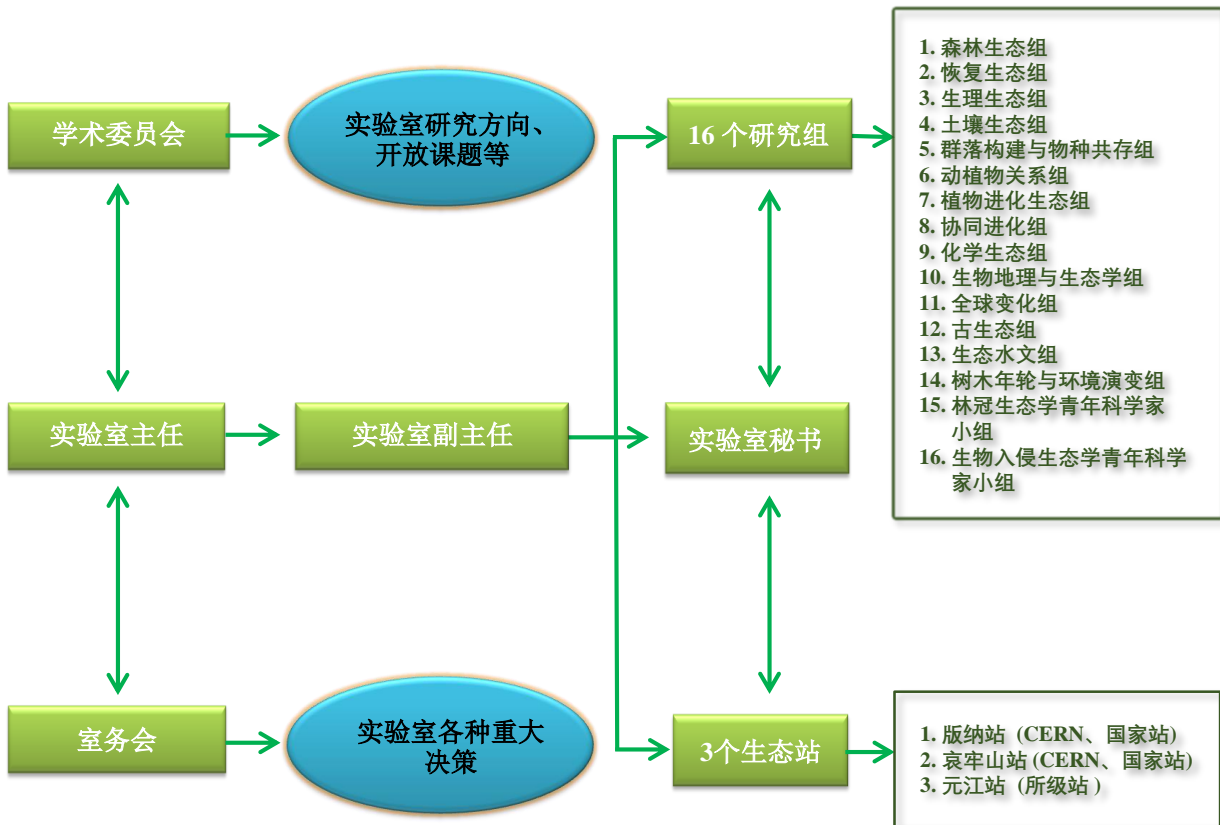 学术委员会
实验室研究方向、
开放课题等
16 个研究组
1. 森林生态组
2. 恢复生态组
3. 生理生态组
4. 土壤生态组
5. 群落构建与物种共存组
6. 动植物关系组
7. 植物进化生态组
8. 协同进化组
9. 化学生态组
10. 生物地理与生态学组
11. 全球变化组
12. 古生态组
13. 生态水文组
14. 树木年轮与环境演变组
15. 林冠生态学青年科学家
小组
16. 生物入侵生态学青年科学
家小组
实验室主任
实验室副主任
实验室秘书
室务会
实验室各种重大
决策
3个生态站
1. 版纳站 (CERN、国家站)
2. 哀牢山站 (CERN、国家站)
3. 元江站 (所级站 )